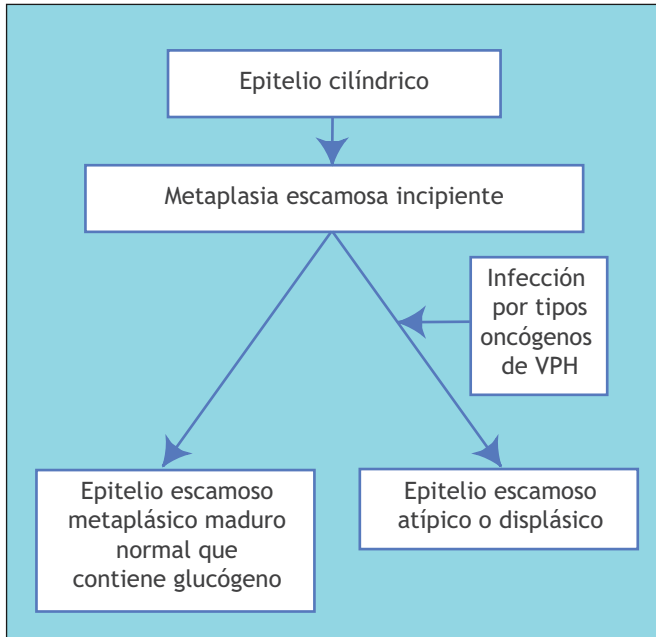 Epitelio cilíndrico
Metaplasia escamosa incipiente
Infección
por tipos
oncógenos
de VPH
Epitelio escamoso
metaplásico maduro
normal que
contiene glucógeno
Epitelio escamoso
atípico o displásico